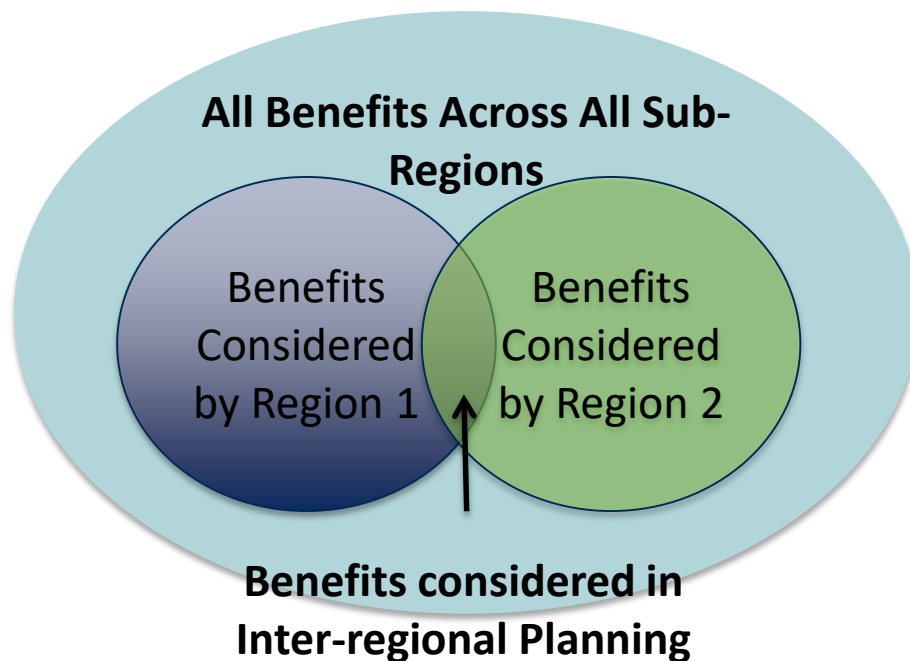 All Benefits Across All Sub-
Regions
Benefits
Considered
by Region 1
Benefits
Considered
by Region 2
Benefits considered in
Inter-regional Planning